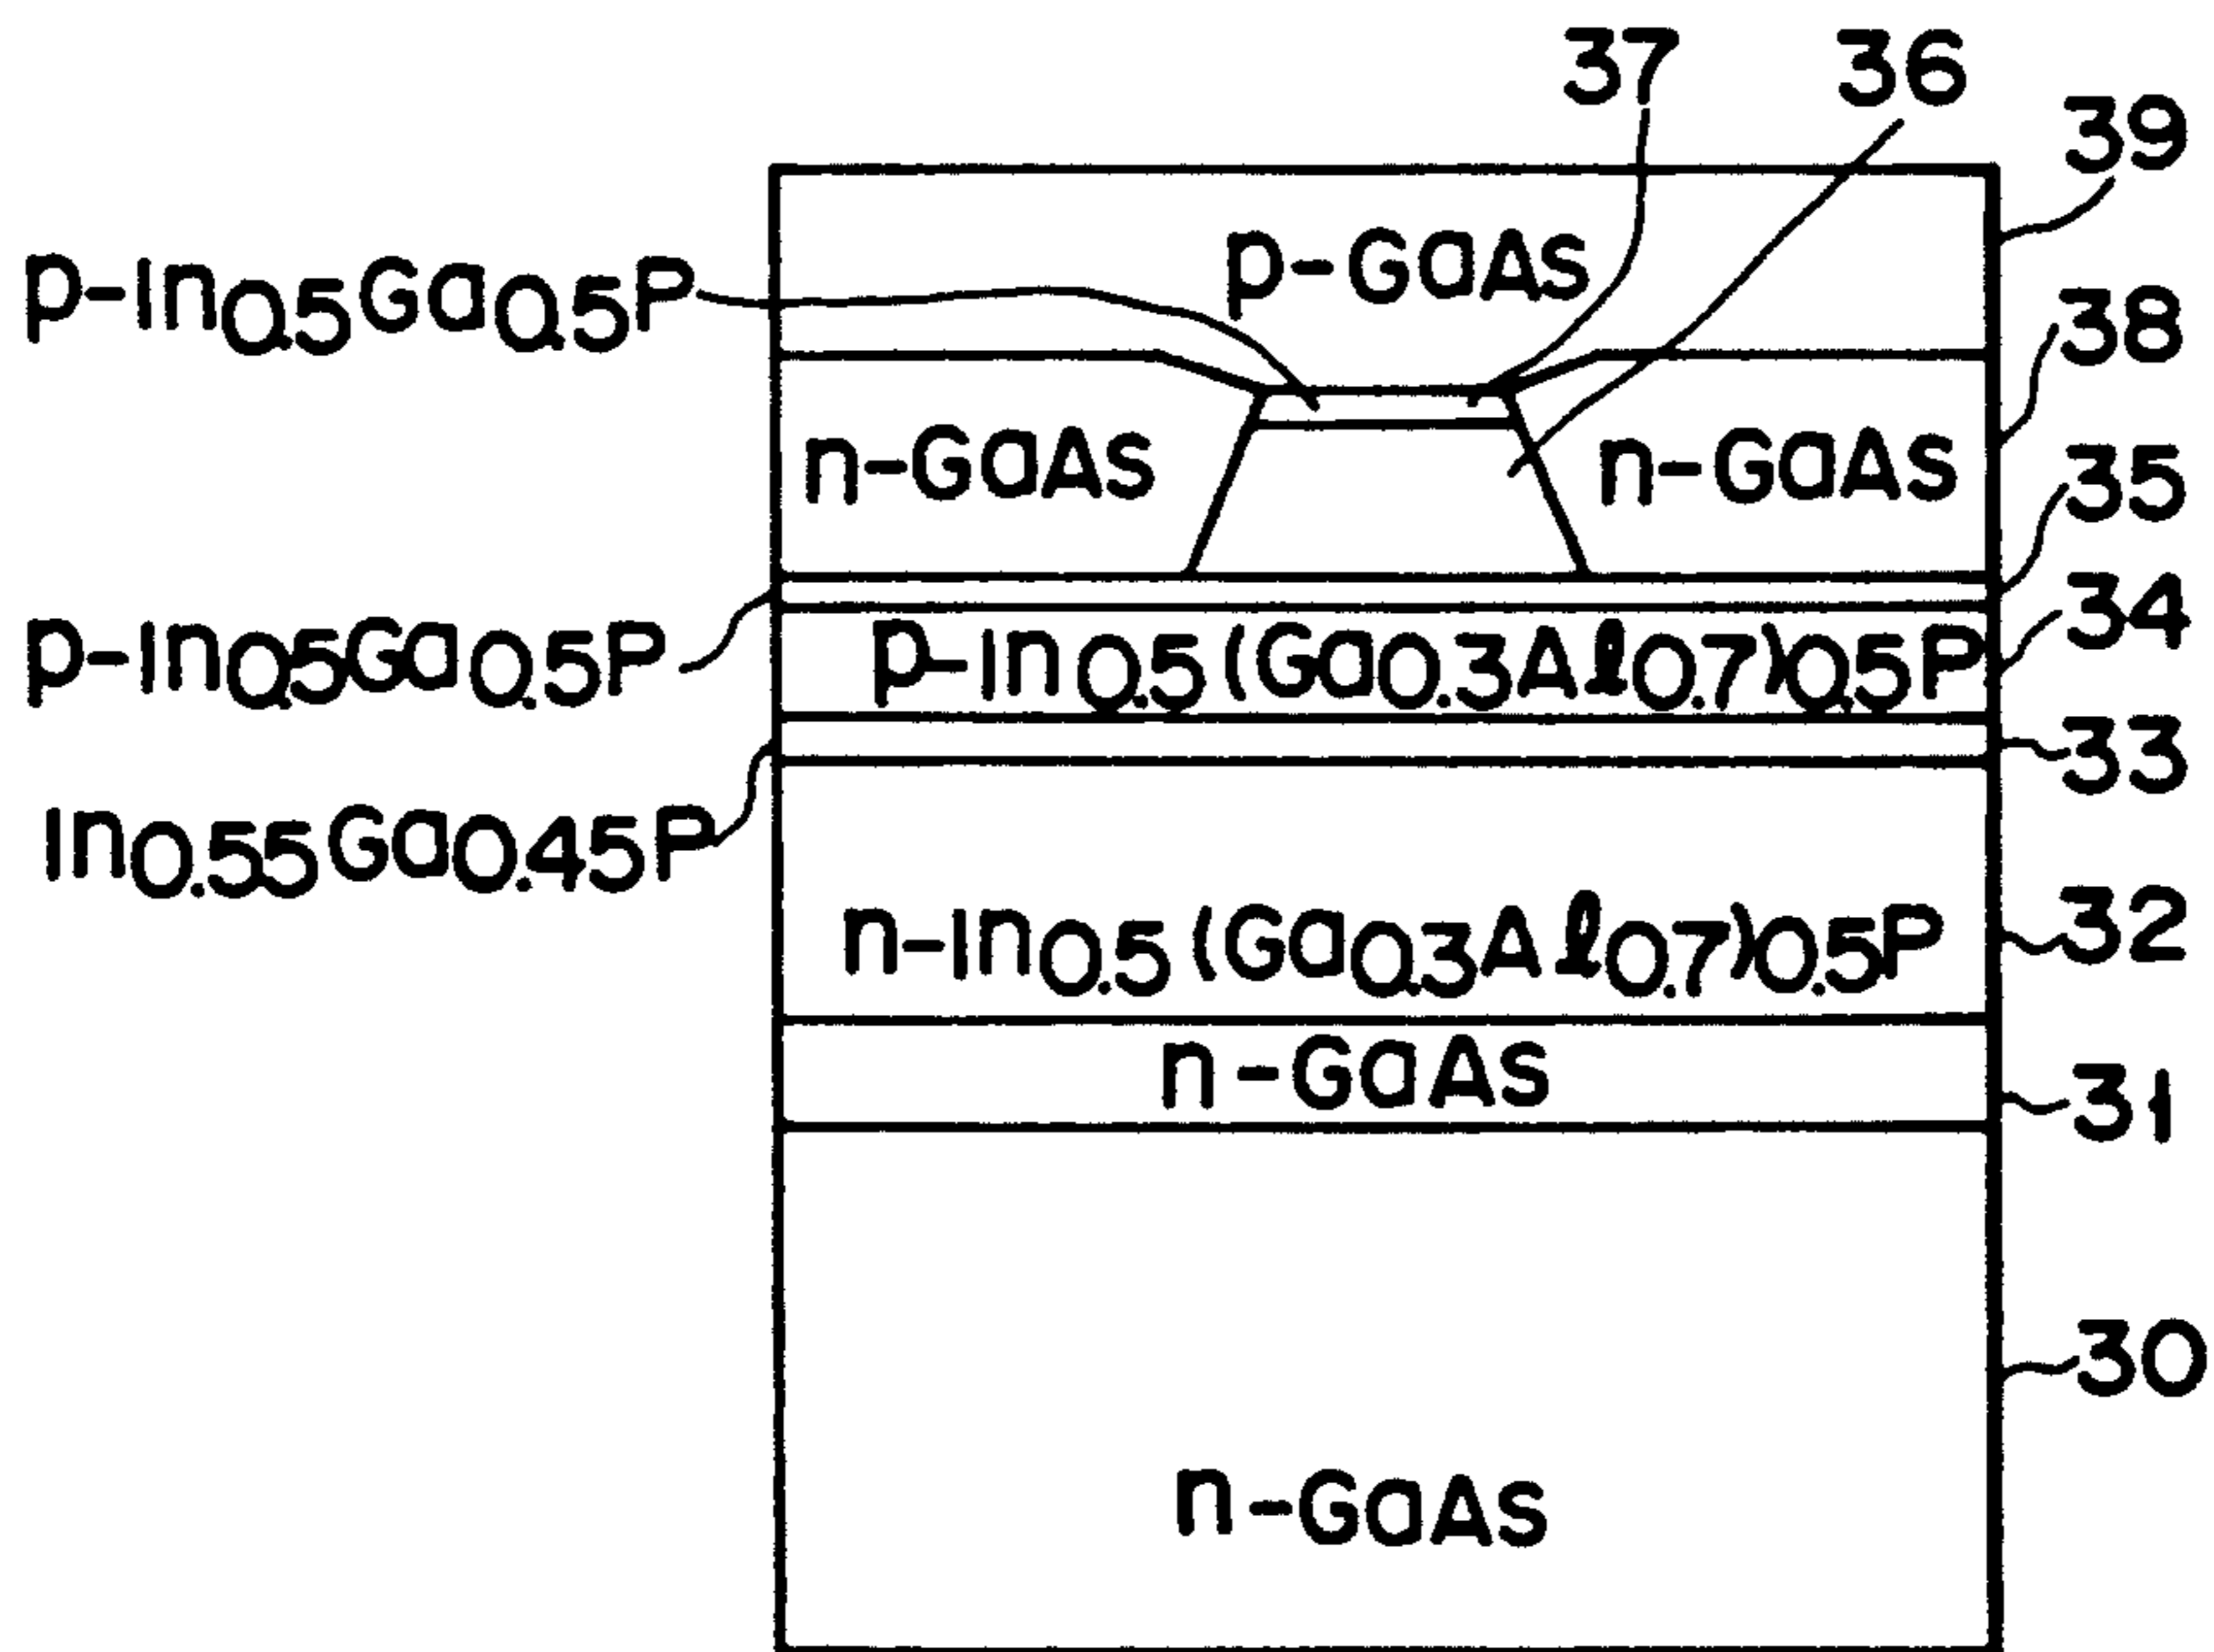 37
36
39
p-GaAs
p-In0.5Ga0.5P
38
n-GaAs
n-GaAs
35
34
p-In0.5Ga0.5P
p-In0.5(Ga0.3Al0.7)0.5P
33
In0.55Ga0.45P
32
n-In0.5(Ga0.3Al0.7)0.5P
n-GaAs
31
30
n-GaAs